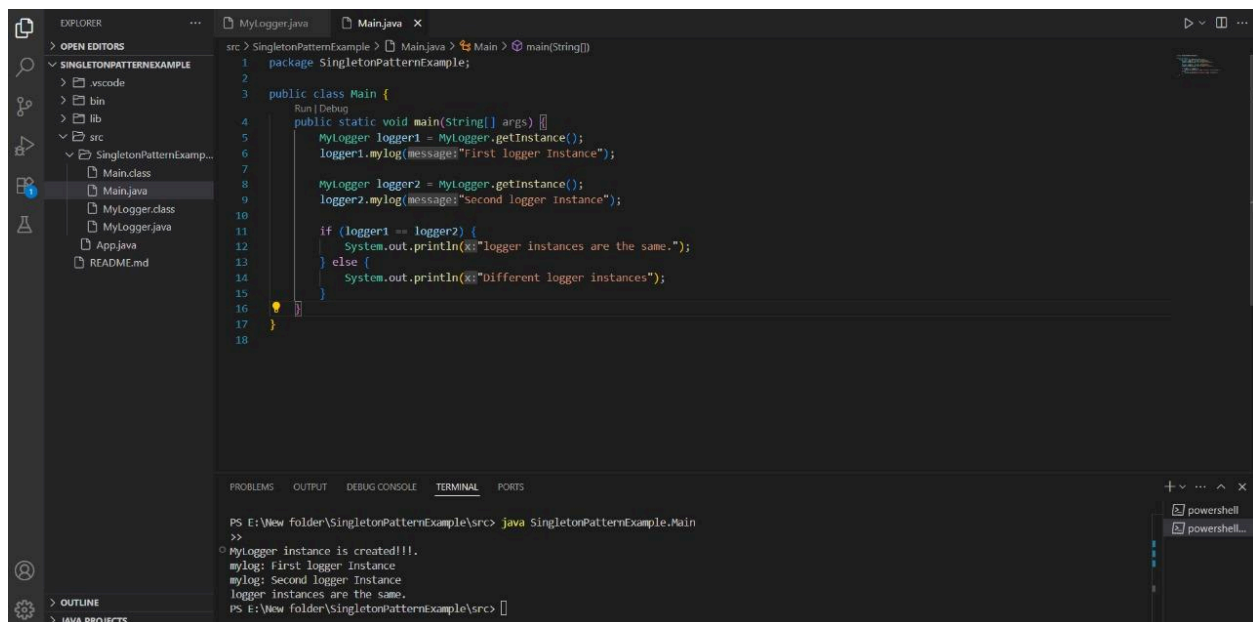 EXPLORER ...
> OPEN EDITORS
SINGLETONPATTERNEXAMPLE
> .vscode
> bin
> lib
src
SingletonPatternExamp...
Main.class
Main.java
MyLogger.class
MyLogger.java
App.java
README.md
> OUTLINE
> JAVA PROJECTS
1
MyLogger.java Main.java X
src > SingletonPatternExample > Main.java > Main > main(String[])
1 package SingletonPatternExample;
2
3 public class Main {
Run | Debug
4 public static void main(String[] args) {
5 MyLogger logger1 = MyLogger.getInstance();
6 logger1.mylog(message:"First logger Instance");
7
8 MyLogger logger2 = MyLogger.getInstance();
9 logger2.mylog(message:"Second logger Instance");
10
11 if (logger1 == logger2) {
12 System.out.println(x:"logger instances are the same.");
13 } else {
14 System.out.println(x:"Different logger instances");
15 }
16 }
17 }
18
PROBLEMS OUTPUT DEBUG CONSOLE TERMINAL PORTS
PS E:\New folder\SingletonPatternExample\src> java SingletonPatternExample.Main
>>
MyLogger instance is created!!!.
mylog: First logger Instance
mylog: Second logger Instance
logger instances are the same.
PS E:\New folder\SingletonPatternExample\src>
powershell
powershell...